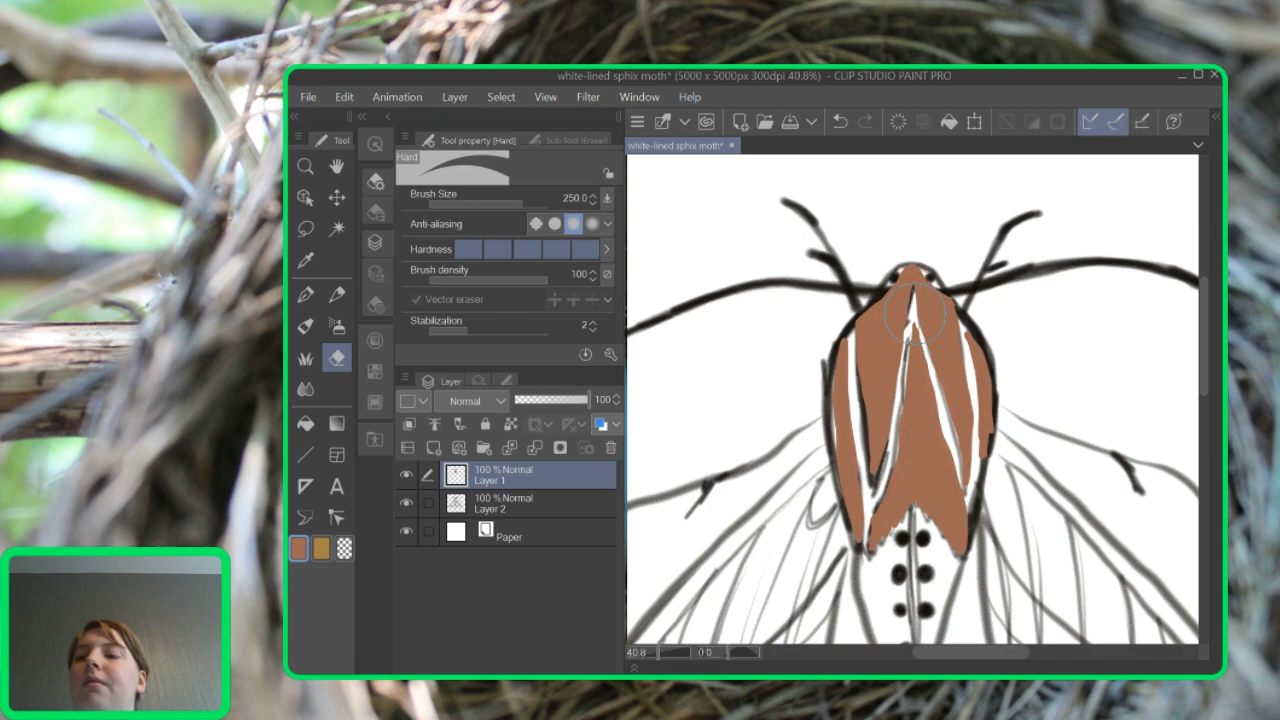 white-lined sphix moth* (5000 x 5000px 300dpi 40.8%) - CLIP STUDIO PAINT PRO
File Edit Animation Layer Select View Filter Window Help
Tool
Tool property [Hard]
Sub Tool [Eraser]
white-lined sphix moth*
Hard
Brush Size 250.0
Anti-aliasing
Hardness
Brush density 100
Vector eraser
Stabilization 2
Layer
Normal 100
100 % Normal
Layer 1
100 % Normal
Layer 2
Paper
A
40.8 0.0